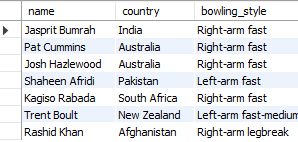 name country bowling_style
Jasprit Bumrah India Right-arm fast
Pat Cummins Australia Right-arm fast
Josh Hazlewood Australia Right-arm fast
Shaheen Afridi Pakistan Left-arm fast
Kagiso Rabada South Africa Right-arm fast
Trent Boult New Zealand Left-arm fast-medium
Rashid Khan Afghanistan Right-arm legbreak